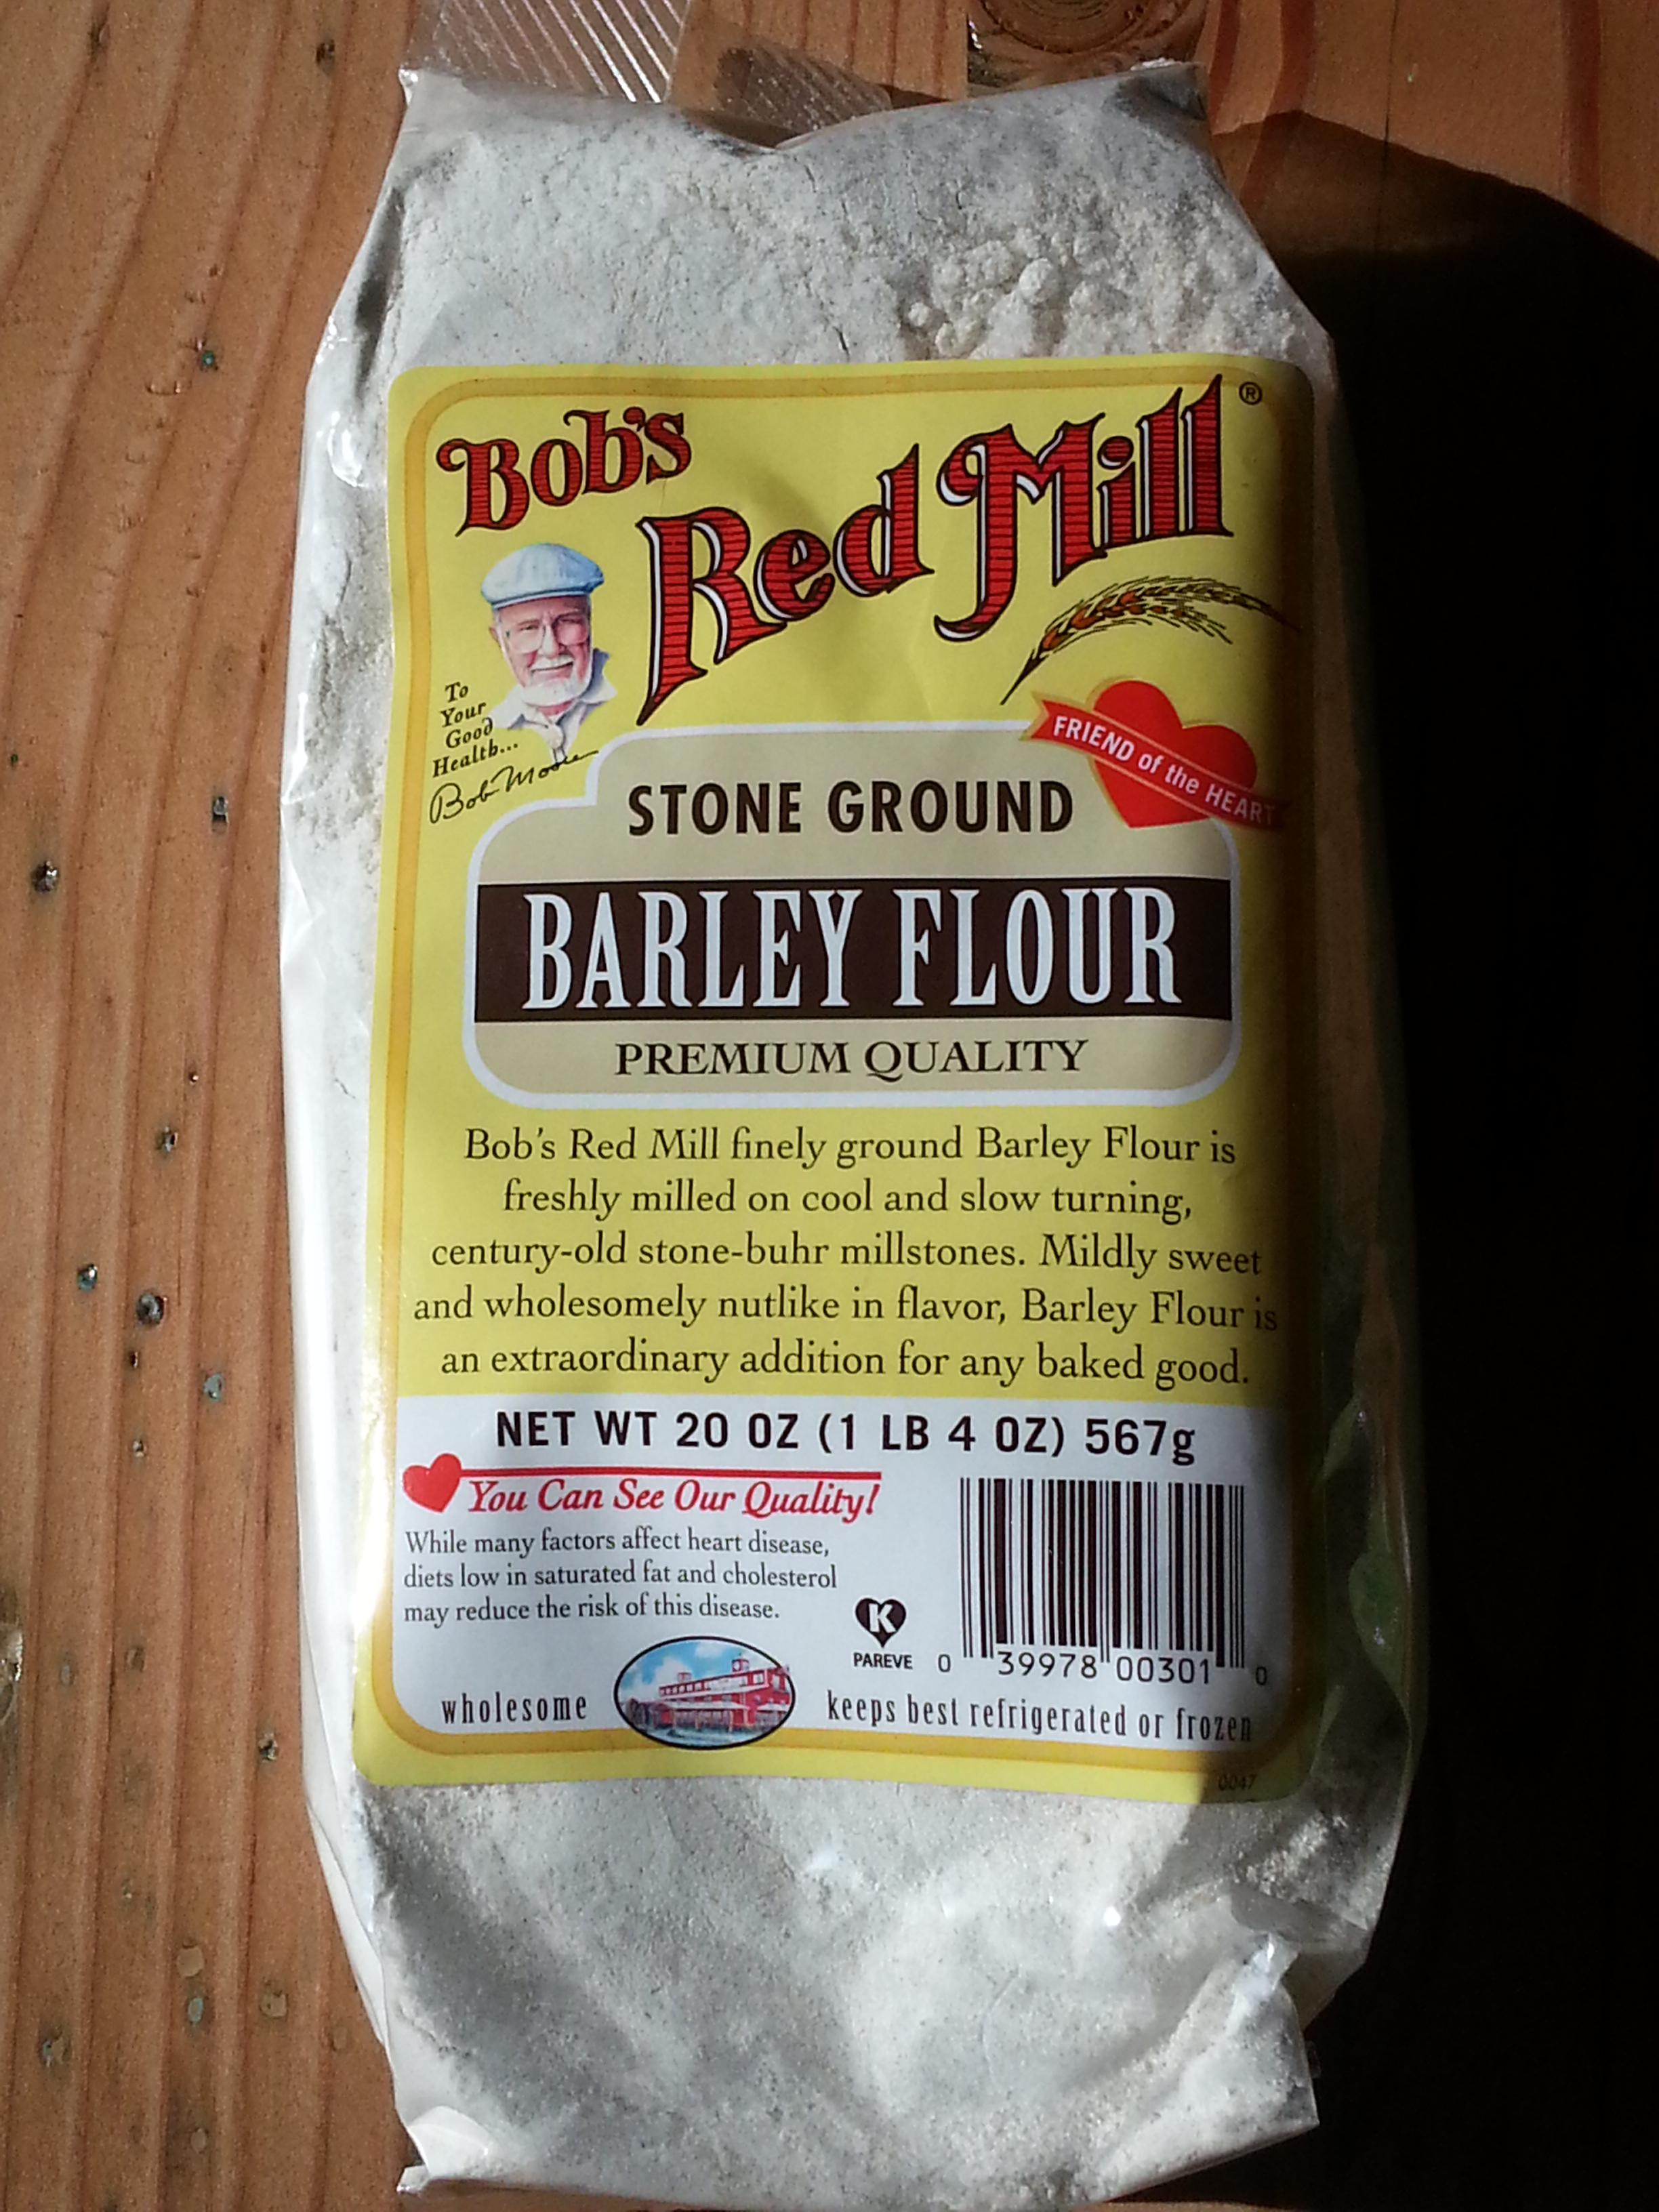 Bob's
Red Mill®
To
Your
Good
Health...
Bob Moore
FRIEND of the HEART
STONE GROUND
BARLEY FLOUR
PREMIUM QUALITY
Bob's Red Mill finely ground Barley Flour is
freshly milled on cool and slow turning,
century-old stone-buhr millstones. Mildly sweet
and wholesomely nutlike in flavor, Barley Flour is
an extraordinary addition for any baked good.
NET WT 20 OZ (1 LB 4 OZ) 567g
You Can See Our Quality!
While many factors affect heart disease,
diets low in saturated fat and cholesterol
may reduce the risk of this disease.
K
PAREVE
0 39978 00301 0
wholesome
keeps best refrigerated or frozen
0047